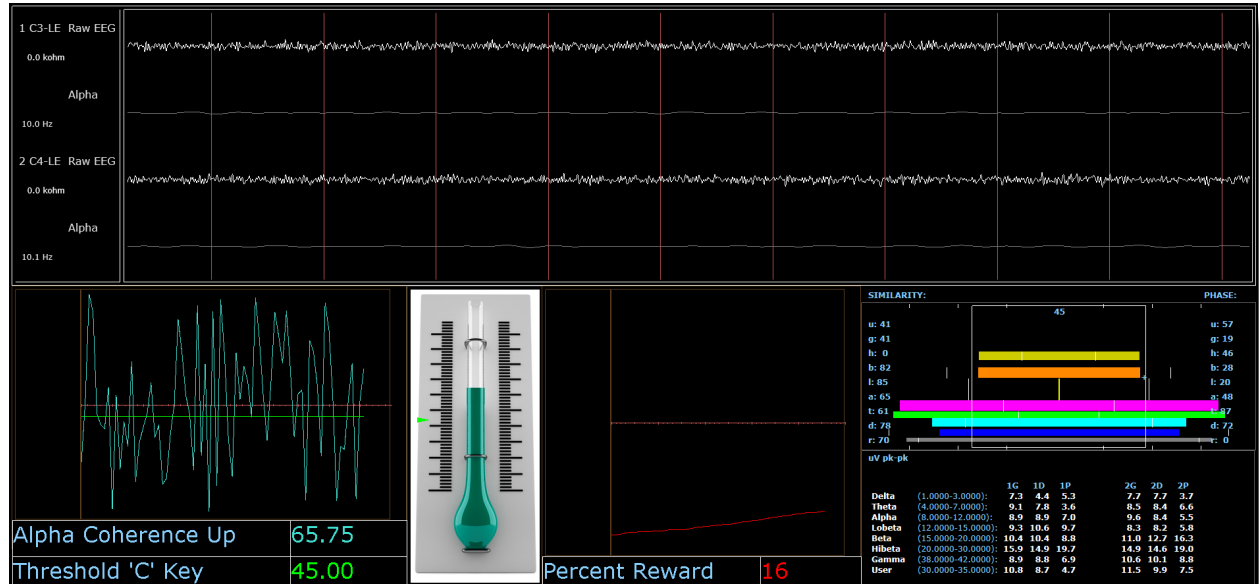 1 C3-LE Raw EEG
0.0 kohm
Alpha
10.0 Hz
2 C4-LE Raw EEG
0.0 kohm
Alpha
10.1 Hz
Alpha Coherence Up 65.75
Threshold 'C' Key 45.00
Percent Reward 16
SIMILARITY: PHASE:
45
u: 41 u: 57
g: 41 g: 19
h: 0 h: 46
b: 82 b: 28
l: 85 l: 20
a: 65 a: 48
t: 61 t: 87
d: 78 d: 72
r: 70 r: 0
uV pk-pk
1G 1D 1P 2G 2D 2P
Delta (1.0000-3.0000): 7.3 4.4 5.3 7.7 7.7 3.7
Theta (4.0000-7.0000): 9.1 7.8 3.6 8.5 8.4 6.6
Alpha (8.0000-12.0000): 8.9 8.9 7.0 9.6 8.4 5.5
Lobeta (12.0000-15.0000): 9.3 10.6 9.7 8.3 8.2 5.8
Beta (15.0000-20.0000): 10.4 10.4 8.8 11.0 12.7 16.3
Hibeta (20.0000-30.0000): 15.9 14.9 19.7 14.9 14.6 19.0
Gamma (38.0000-42.0000): 8.9 8.8 6.9 10.6 10.1 8.8
User (30.0000-35.0000): 10.8 8.7 4.7 11.5 9.9 7.5